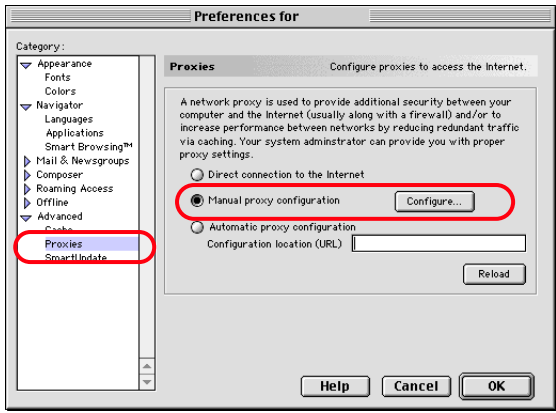 Preferences for
Category:
Appearance
Fonts
Colors
Navigator
Languages
Applications
Smart Browsing™
Mail & Newsgroups
Composer
Roaming Access
Offline
Advanced
Cache
Proxies
SmartUpdate
Proxies
Configure proxies to access the Internet.
A network proxy is used to provide additional security between your
computer and the Internet (usually along with a firewall) and/or to
increase performance between networks by reducing redundant traffic
via caching. Your system adminstrator can provide you with proper
proxy settings.
Direct connection to the Internet
Manual proxy configuration
Configure...
Automatic proxy configuration
Configuration location (URL)
Reload
Help
Cancel
OK